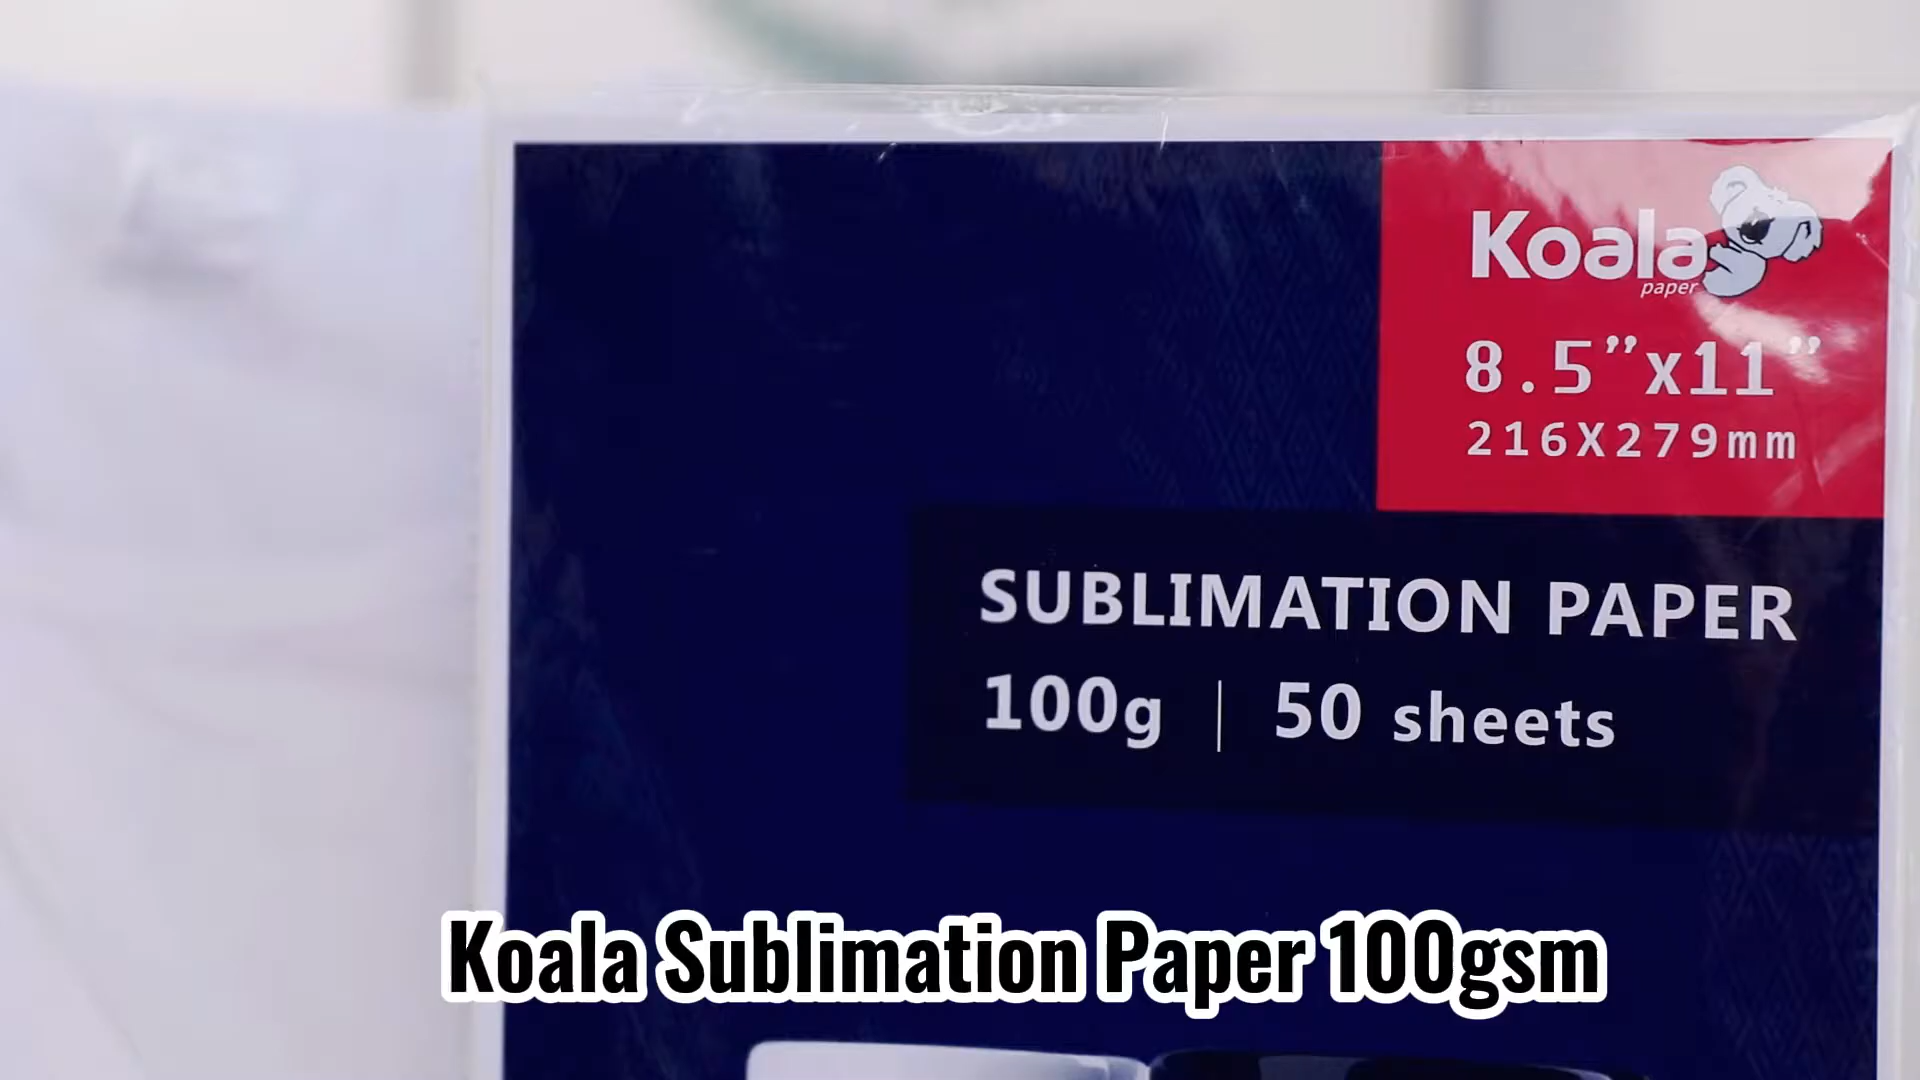 Koala
paper
8.5”x11”
216X279mm
SUBLIMATION PAPER
100g | 50 sheets
Koala Sublimation Paper 100gsm